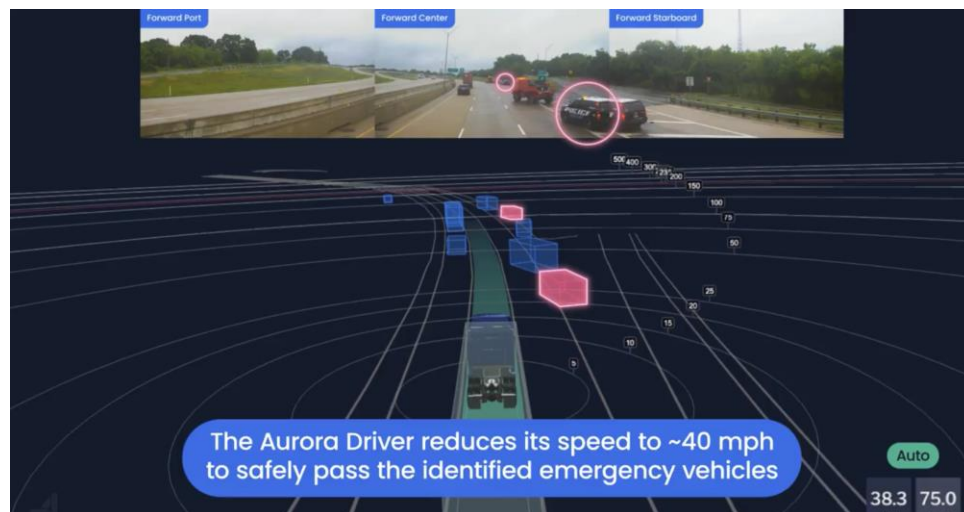 Forward Port
Forward Center
Forward Starboard
POLICE
500
400
300
200
150
100
75
50
25
20
15
10
5
The Aurora Driver reduces its speed to ~40 mph
to safely pass the identified emergency vehicles
Auto
38.3 75.0